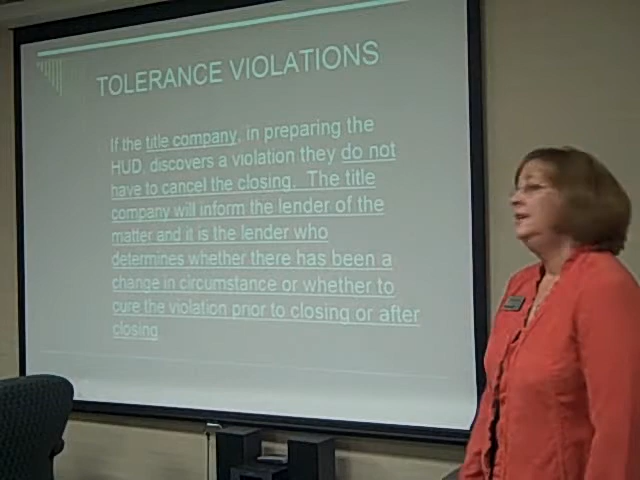 TOLERANCE VIOLATIONS
If the title company, in preparing the
HUD, discovers a violation they do not
have to cancel the closing. The title
company will inform the lender of the
matter and it is the lender who
determines whether there has been a
change in circumstance or whether to
cure the violation prior to closing or after
closing